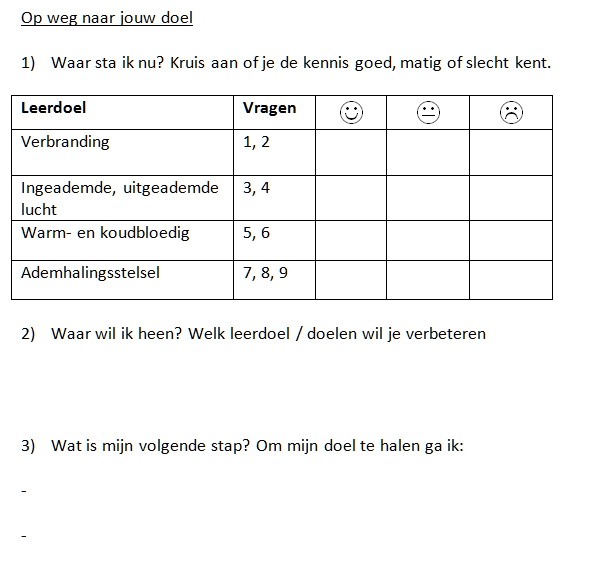 Op weg naar jouw doel
1) Waar sta ik nu? Kruis aan of je de kennis goed, matig of slecht kent.
Leerdoel Vragen
Verbranding 1, 2
Ingeademde, uitgeademde lucht 3, 4
Warm- en koudbloedig 5, 6
Ademhalingsstelsel 7, 8, 9
2) Waar wil ik heen? Welk leerdoel / doelen wil je verbeteren
3) Wat is mijn volgende stap? Om mijn doel te halen ga ik:
-
-